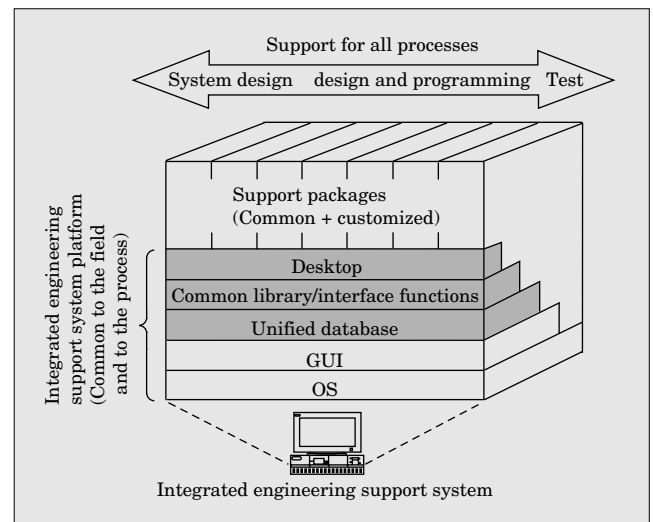 Support for all processes
System design design and programming Test
Support packages
(Common + customized)
Integrated engineering
support system platform
(Common to the field
and to the process)
Desktop
Common library/interface functions
Unified database
GUI
OS
Integrated engineering support system